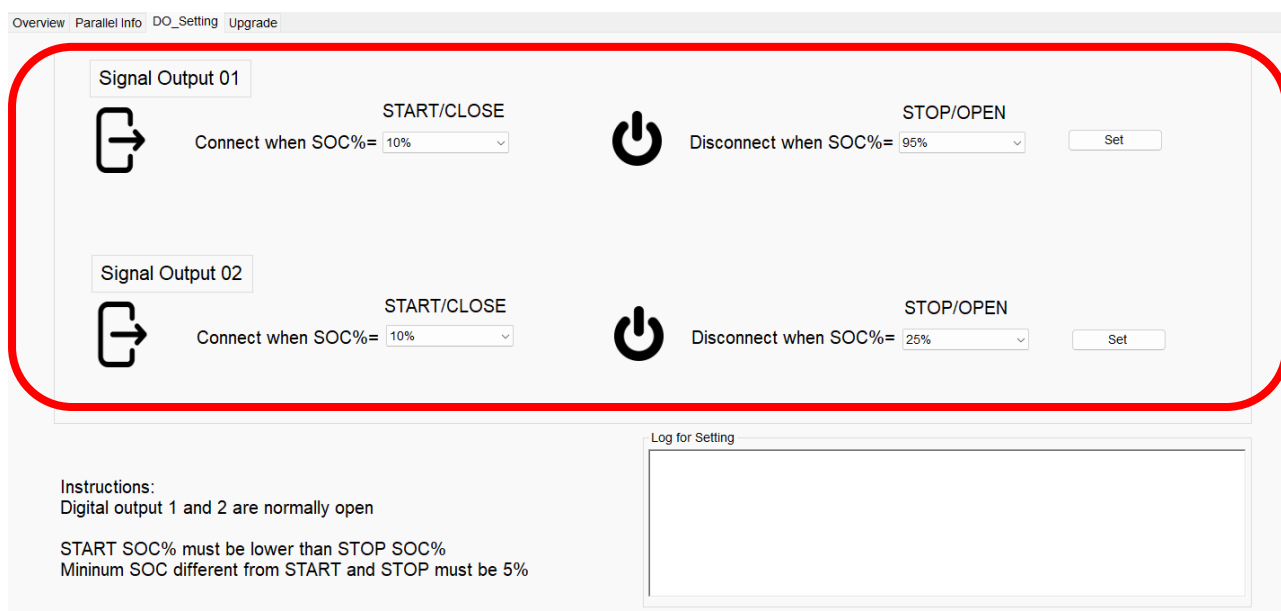 Overview Parallel Info DO_Setting Upgrade
Signal Output 01
START/CLOSE
STOP/OPEN
Connect when SOC%= 10%
Disconnect when SOC%= 95%
Set
Signal Output 02
START/CLOSE
STOP/OPEN
Connect when SOC%= 10%
Disconnect when SOC%= 25%
Set
Log for Setting
Instructions:
Digital output 1 and 2 are normally open
START SOC% must be lower than STOP SOC%
Mininum SOC different from START and STOP must be 5%